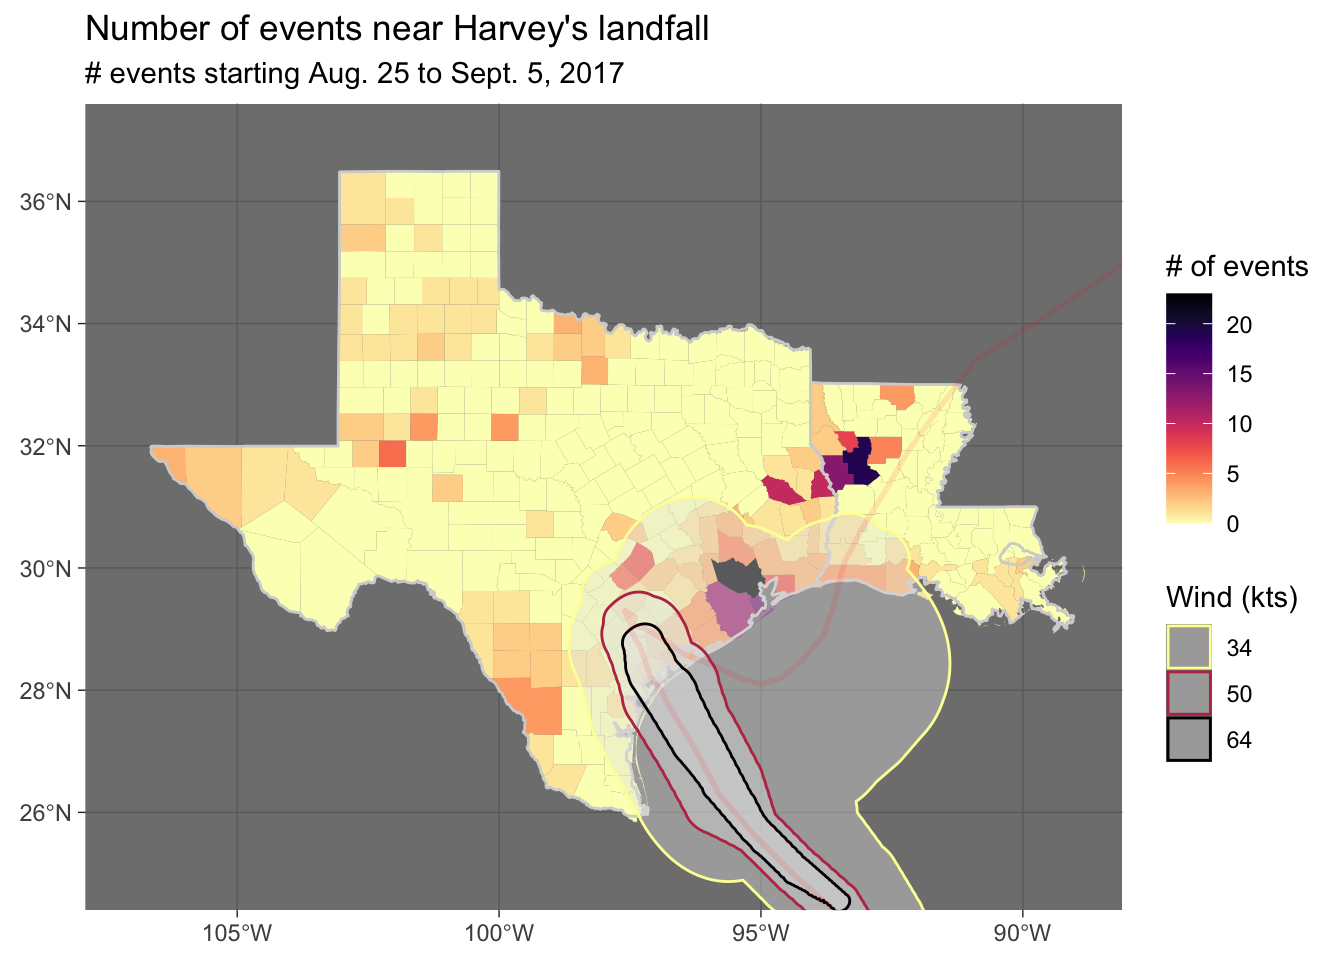 Number of events near Harvey's landfall
# events starting Aug. 25 to Sept. 5, 2017
36°N
34°N
32°N
30°N
28°N
26°N
105°W
100°W
95°W
90°W
# of events
20
15
10
5
0
Wind (kts)
34
50
64